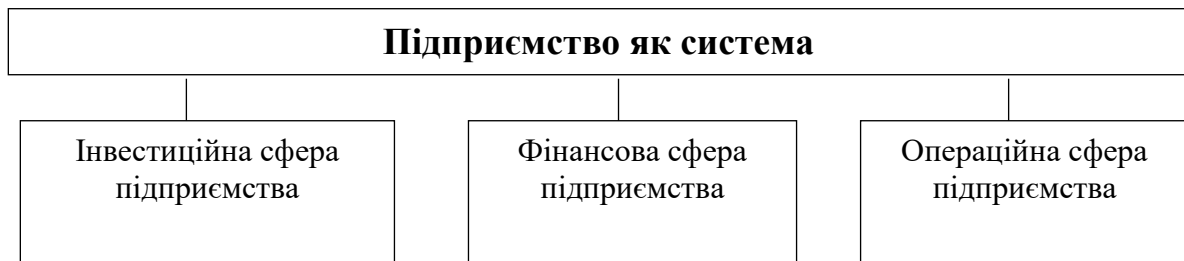 Підприємство як система
Інвестиційна сфера
підприємства
Фінансова сфера
підприємства
Операційна сфера
підприємства